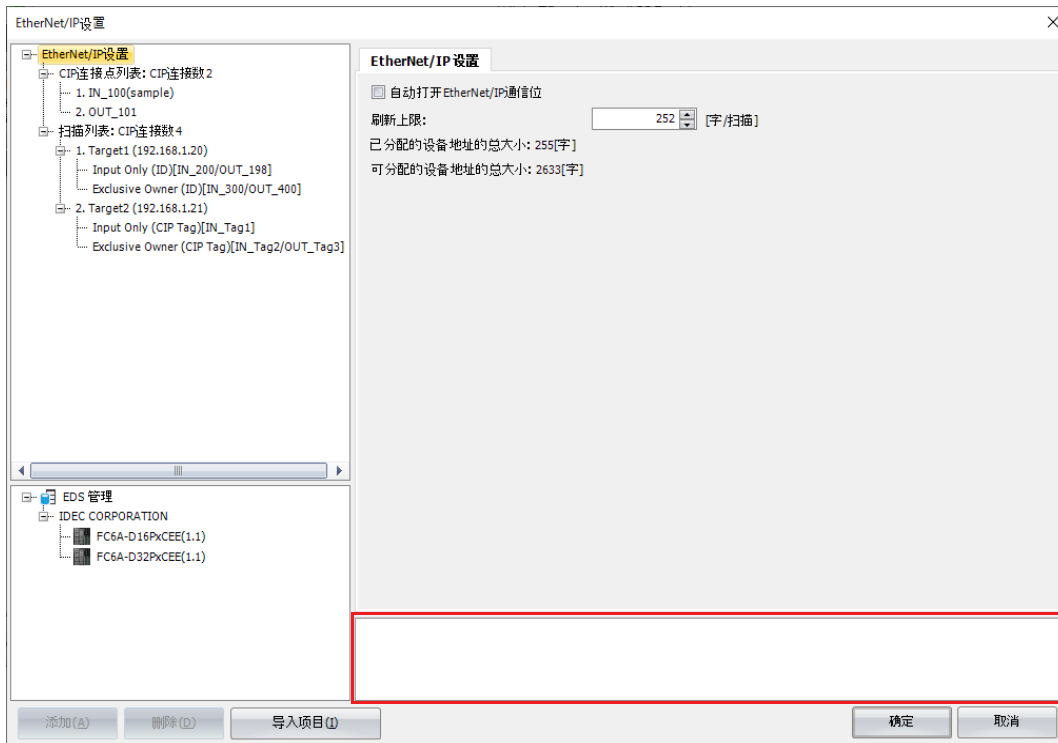 EtherNet/IP设置
EtherNet/IP设置
CIP连接点列表: CIP连接数2
1. IN_100(sample)
2. OUT_101
扫描列表: CIP连接数4
1. Target1 (192.168.1.20)
Input Only (ID)[IN_200/OUT_198]
Exclusive Owner (ID)[IN_300/OUT_400]
2. Target2 (192.168.1.21)
Input Only (CIP Tag)[IN_Tag1]
Exclusive Owner (CIP Tag)[IN_Tag2/OUT_Tag3]
EDS 管理
IDEC CORPORATION
FC6A-D16PxCEE(1.1)
FC6A-D32PxCEE(1.1)
EtherNet/IP 设置
自动打开EtherNet/IP通信位
刷新上限: 252 [字/扫描]
已分配的设备地址的总大小: 255[字]
可分配的设备地址的总大小: 2633[字]
添加(A) 删除(D) 导入项目(I) 确定 取消